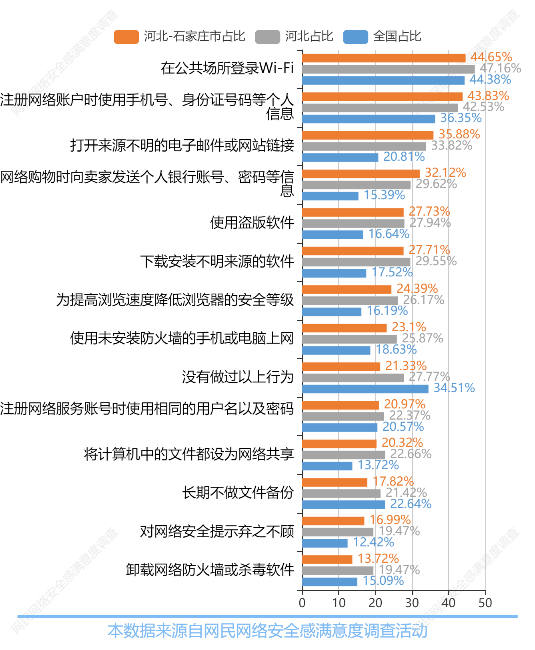 河北-石家庄市占比 河北占比 全国占比
在公共场所登录Wi-Fi 44.65% 47.16% 44.38%
注册网络账户时使用手机号、身份证号码等个人
信息 43.83% 42.53% 36.35%
打开来源不明的电子邮件或网站链接 35.88% 33.82% 20.81%
网络购物时向卖家发送个人银行账号、密码等信
息 32.12% 29.62% 15.39%
使用盗版软件 27.73% 27.94% 16.64%
下载安装不明来源的软件 27.71% 29.55% 17.52%
为提高浏览速度降低浏览器的安全等级 24.39% 26.17% 16.19%
使用未安装防火墙的手机或电脑上网 23.1% 25.87% 18.63%
没有做过以上行为 21.33% 27.77% 34.51%
注册网络服务账号时使用相同的用户名以及密码 20.97% 22.37% 20.57%
将计算机中的文件都设为网络共享 20.32% 22.66% 13.72%
长期不做文件备份 17.82% 21.42% 22.64%
对网络安全提示弃之不顾 16.99% 19.47% 12.42%
卸载网络防火墙或杀毒软件 13.72% 19.47% 15.09%
0 10 20 30 40 50
本数据来源自网民网络安全感满意度调查活动